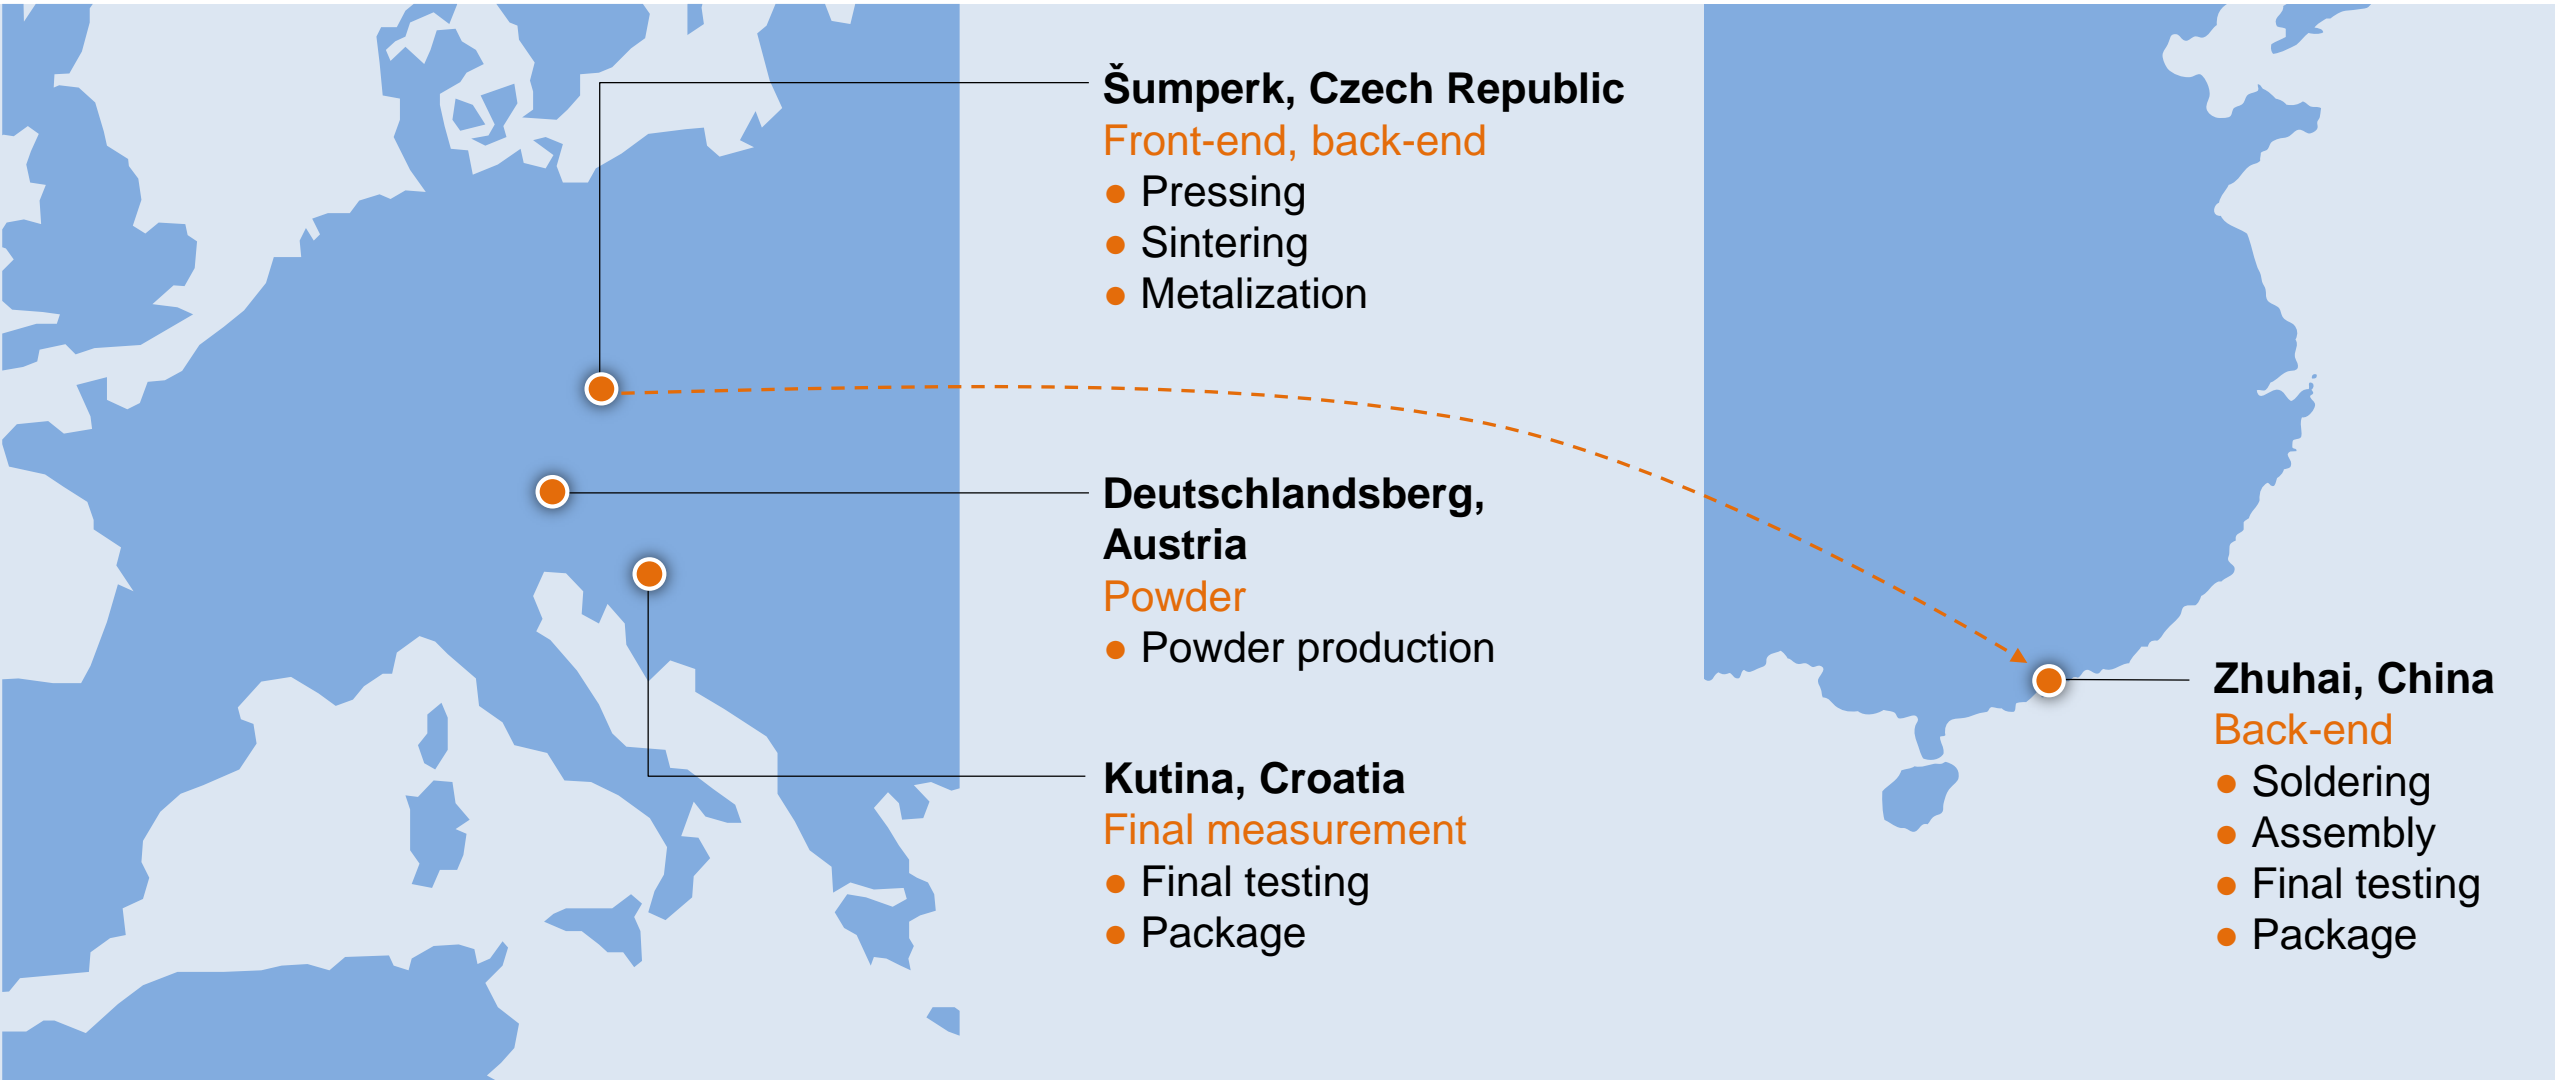 Šumperk, Czech Republic
Front-end, back-end
● Pressing
● Sintering
● Metalization
Deutschlandsberg,
Austria
Powder
● Powder production
Kutina, Croatia
Final measurement
● Final testing
● Package
Zhuhai, China
Back-end
● Soldering
● Assembly
● Final testing
● Package